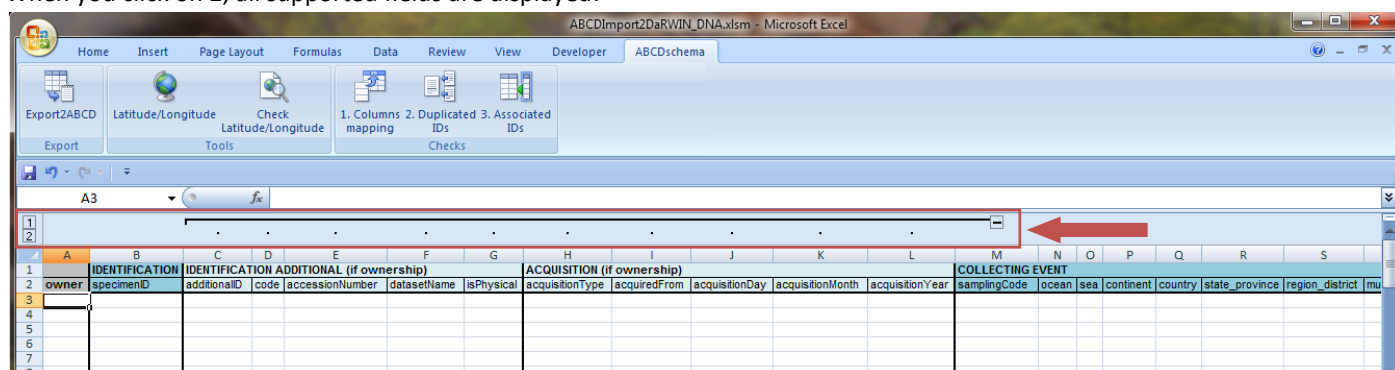 When you click on 2, all supported fields are displayed.
ABCDImport2DaRWIN_DNA.xlsm - Microsoft Excel
Home Insert Page Layout Formulas Data Review View Developer ABCDschema
Export2ABCD Latitude/Longitude Check Latitude/Longitude 1. Columns mapping 2. Duplicated IDs 3. Associated IDs
Export Tools Checks
A3 fx
1
2
A B C D E F G H I J K L M N O P Q R S
1 IDENTIFICATION IDENTIFICATION ADDITIONAL (if ownership) ACQUISITION (if ownership) COLLECTING EVENT
2 owner specimenID additionalID code accessionNumber datasetName isPhysical acquisitionType acquiredFrom acquisitionDay acquisitionMonth acquisitionYear samplingCode ocean sea continent country state_province region_district mu
3
4
5
6
7